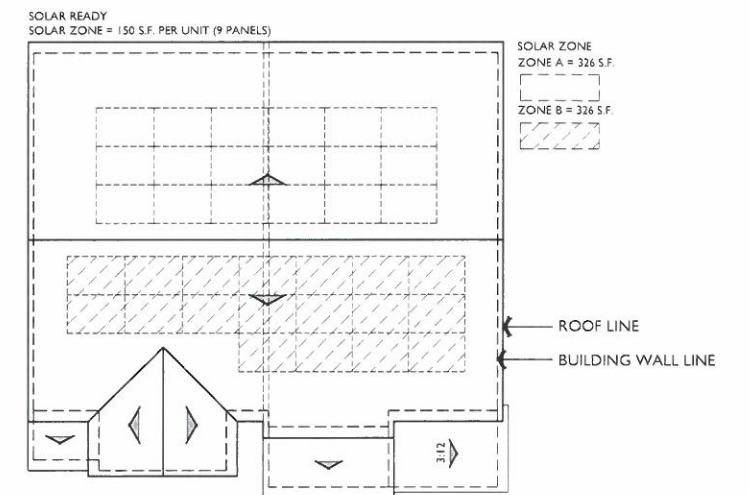 SOLAR READY
SOLAR ZONE = 150 S.F. PER UNIT (9 PANELS)
SOLAR ZONE
ZONE A = 326 S.F.
ZONE B = 326 S.F.
ROOF LINE
BUILDING WALL LINE
3:12